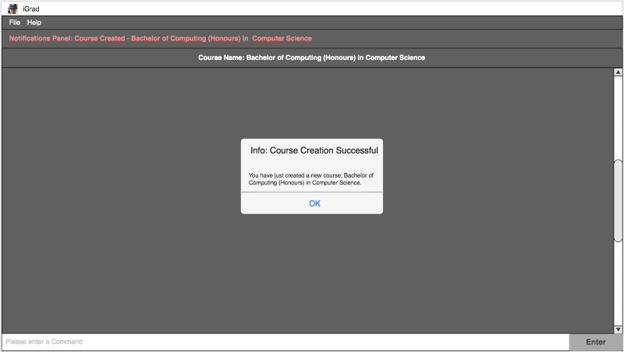 iGrad
File Help
Notifications Panel: Course Created - Bachelor of Computing (Honours) in Computer Science
Course Name: Bachelor of Computing (Honours) in Computer Science
Info: Course Creation Successful
You have just created a new course; Bachelor of
Computing (Honours) in Computer Science.
OK
Please enter a Command
Enter